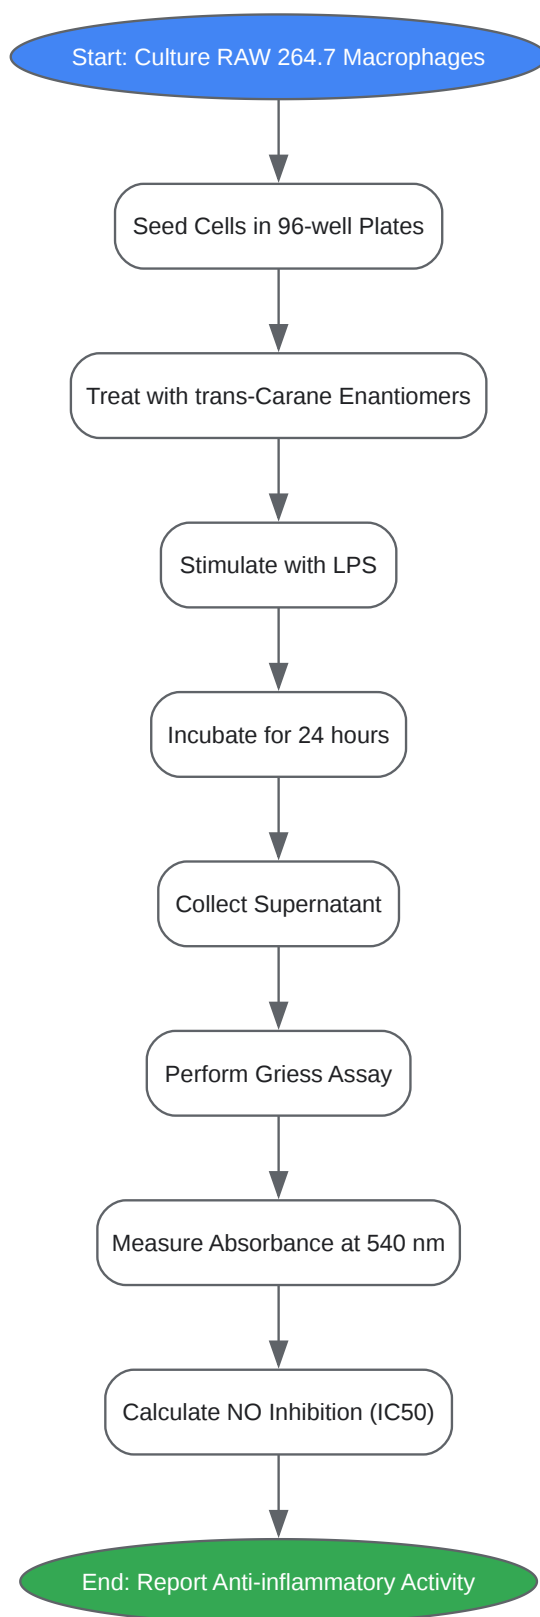 Start: Culture RAW 264.7 Macrophages
Seed Cells in 96-well Plates
Treat with trans-Carane Enantiomers
Stimulate with LPS
Incubate for 24 hours
Collect Supernatant
Perform Griess Assay
Measure Absorbance at 540 nm
Calculate NO Inhibition (IC50)
End: Report Anti-inflammatory Activity